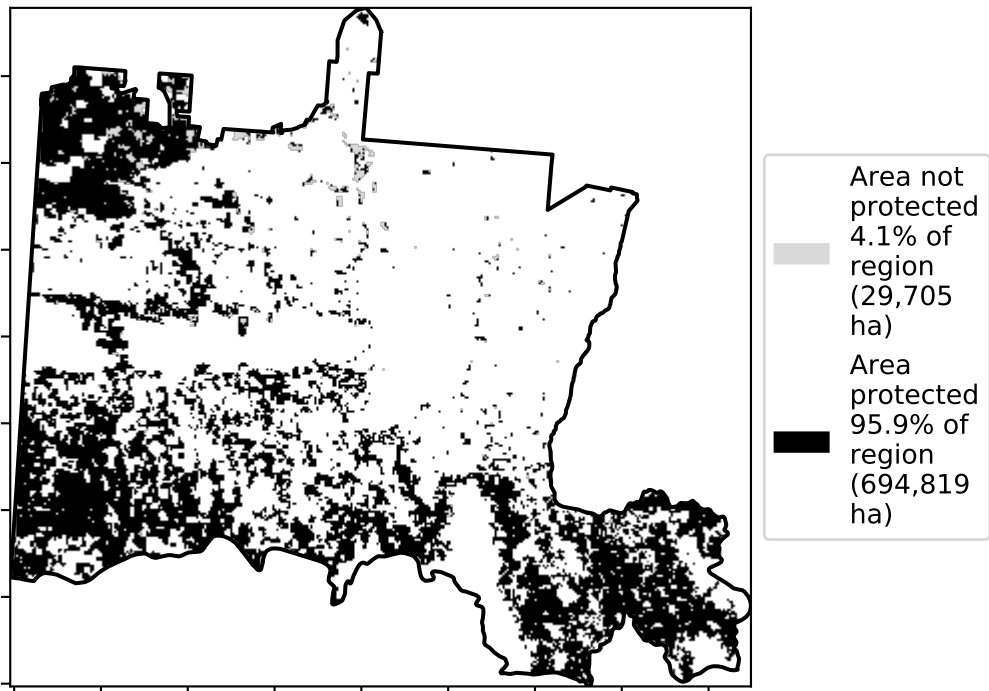 Area not
protected
4.1% of
region
(29,705
ha)
Area
protected
95.9% of
region
(694,819
ha)